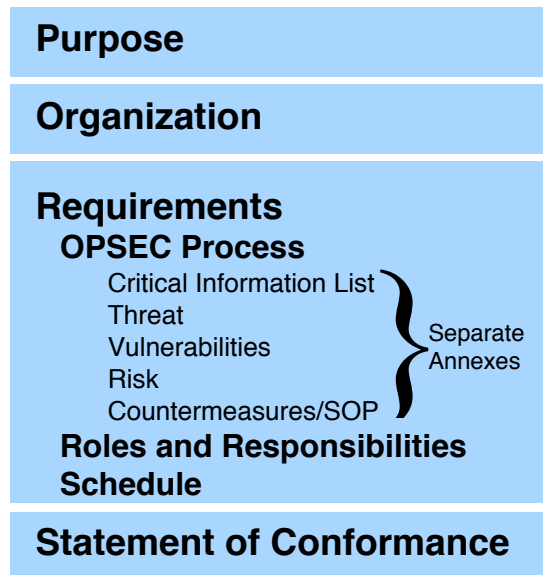 Purpose
Organization
Requirements
OPSEC Process
Critical Information List
Threat
Vulnerabilities
Risk
Countermeasures/SOP
Separate
Annexes
Roles and Responsibilities
Schedule
Statement of Conformance